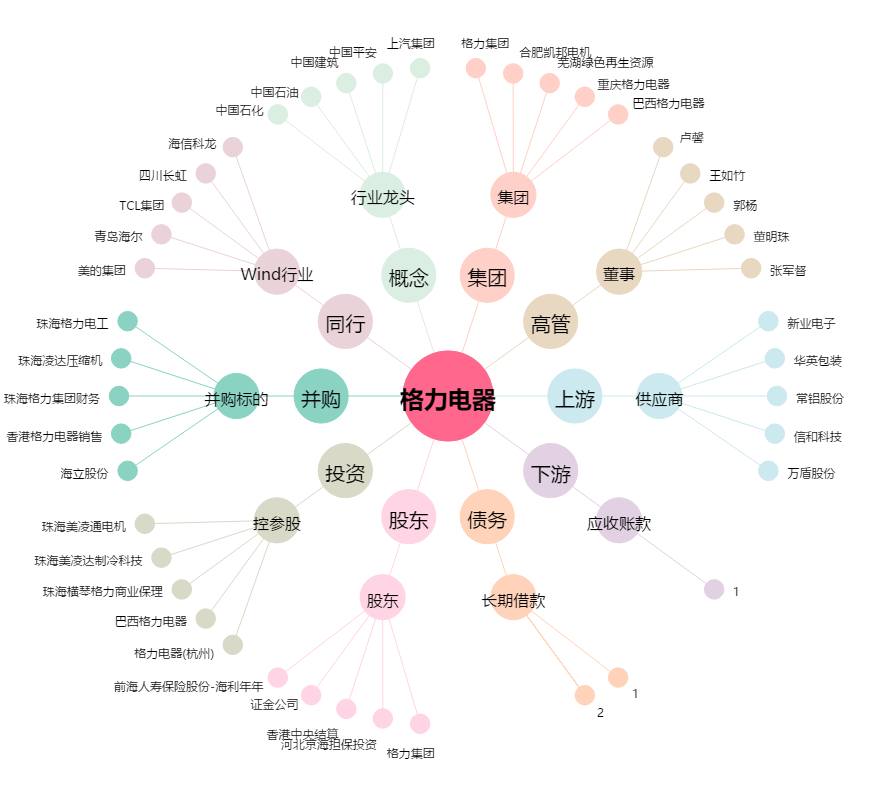 上汽集团
中国平安
中国建筑
中国石油
中国石化
行业龙头
概念
格力集团
合肥凯邦电机
芜湖绿色再生资源
重庆格力电器
巴西格力电器
集团
集团
海信科龙
四川长虹
TCL集团
青岛海尔
美的集团
Wind行业
同行
卢馨
王如竹
郭杨
董明珠
张军督
董事
高管
珠海格力电工
珠海凌达压缩机
珠海格力集团财务
香港格力电器销售
海立股份
并购标的
并购
格力电器
上游
供应商
新业电子
华英包装
常铝股份
信和科技
万盾股份
投资
控参股
珠海美凌通电机
珠海美凌达制冷科技
珠海横琴格力商业保理
巴西格力电器
格力电器(杭州)
下游
应收账款
1
股东
股东
前海人寿保险股份-海利年年
证金公司
香港中央结算
河北京海担保投资
格力集团
债务
长期借款
1
2